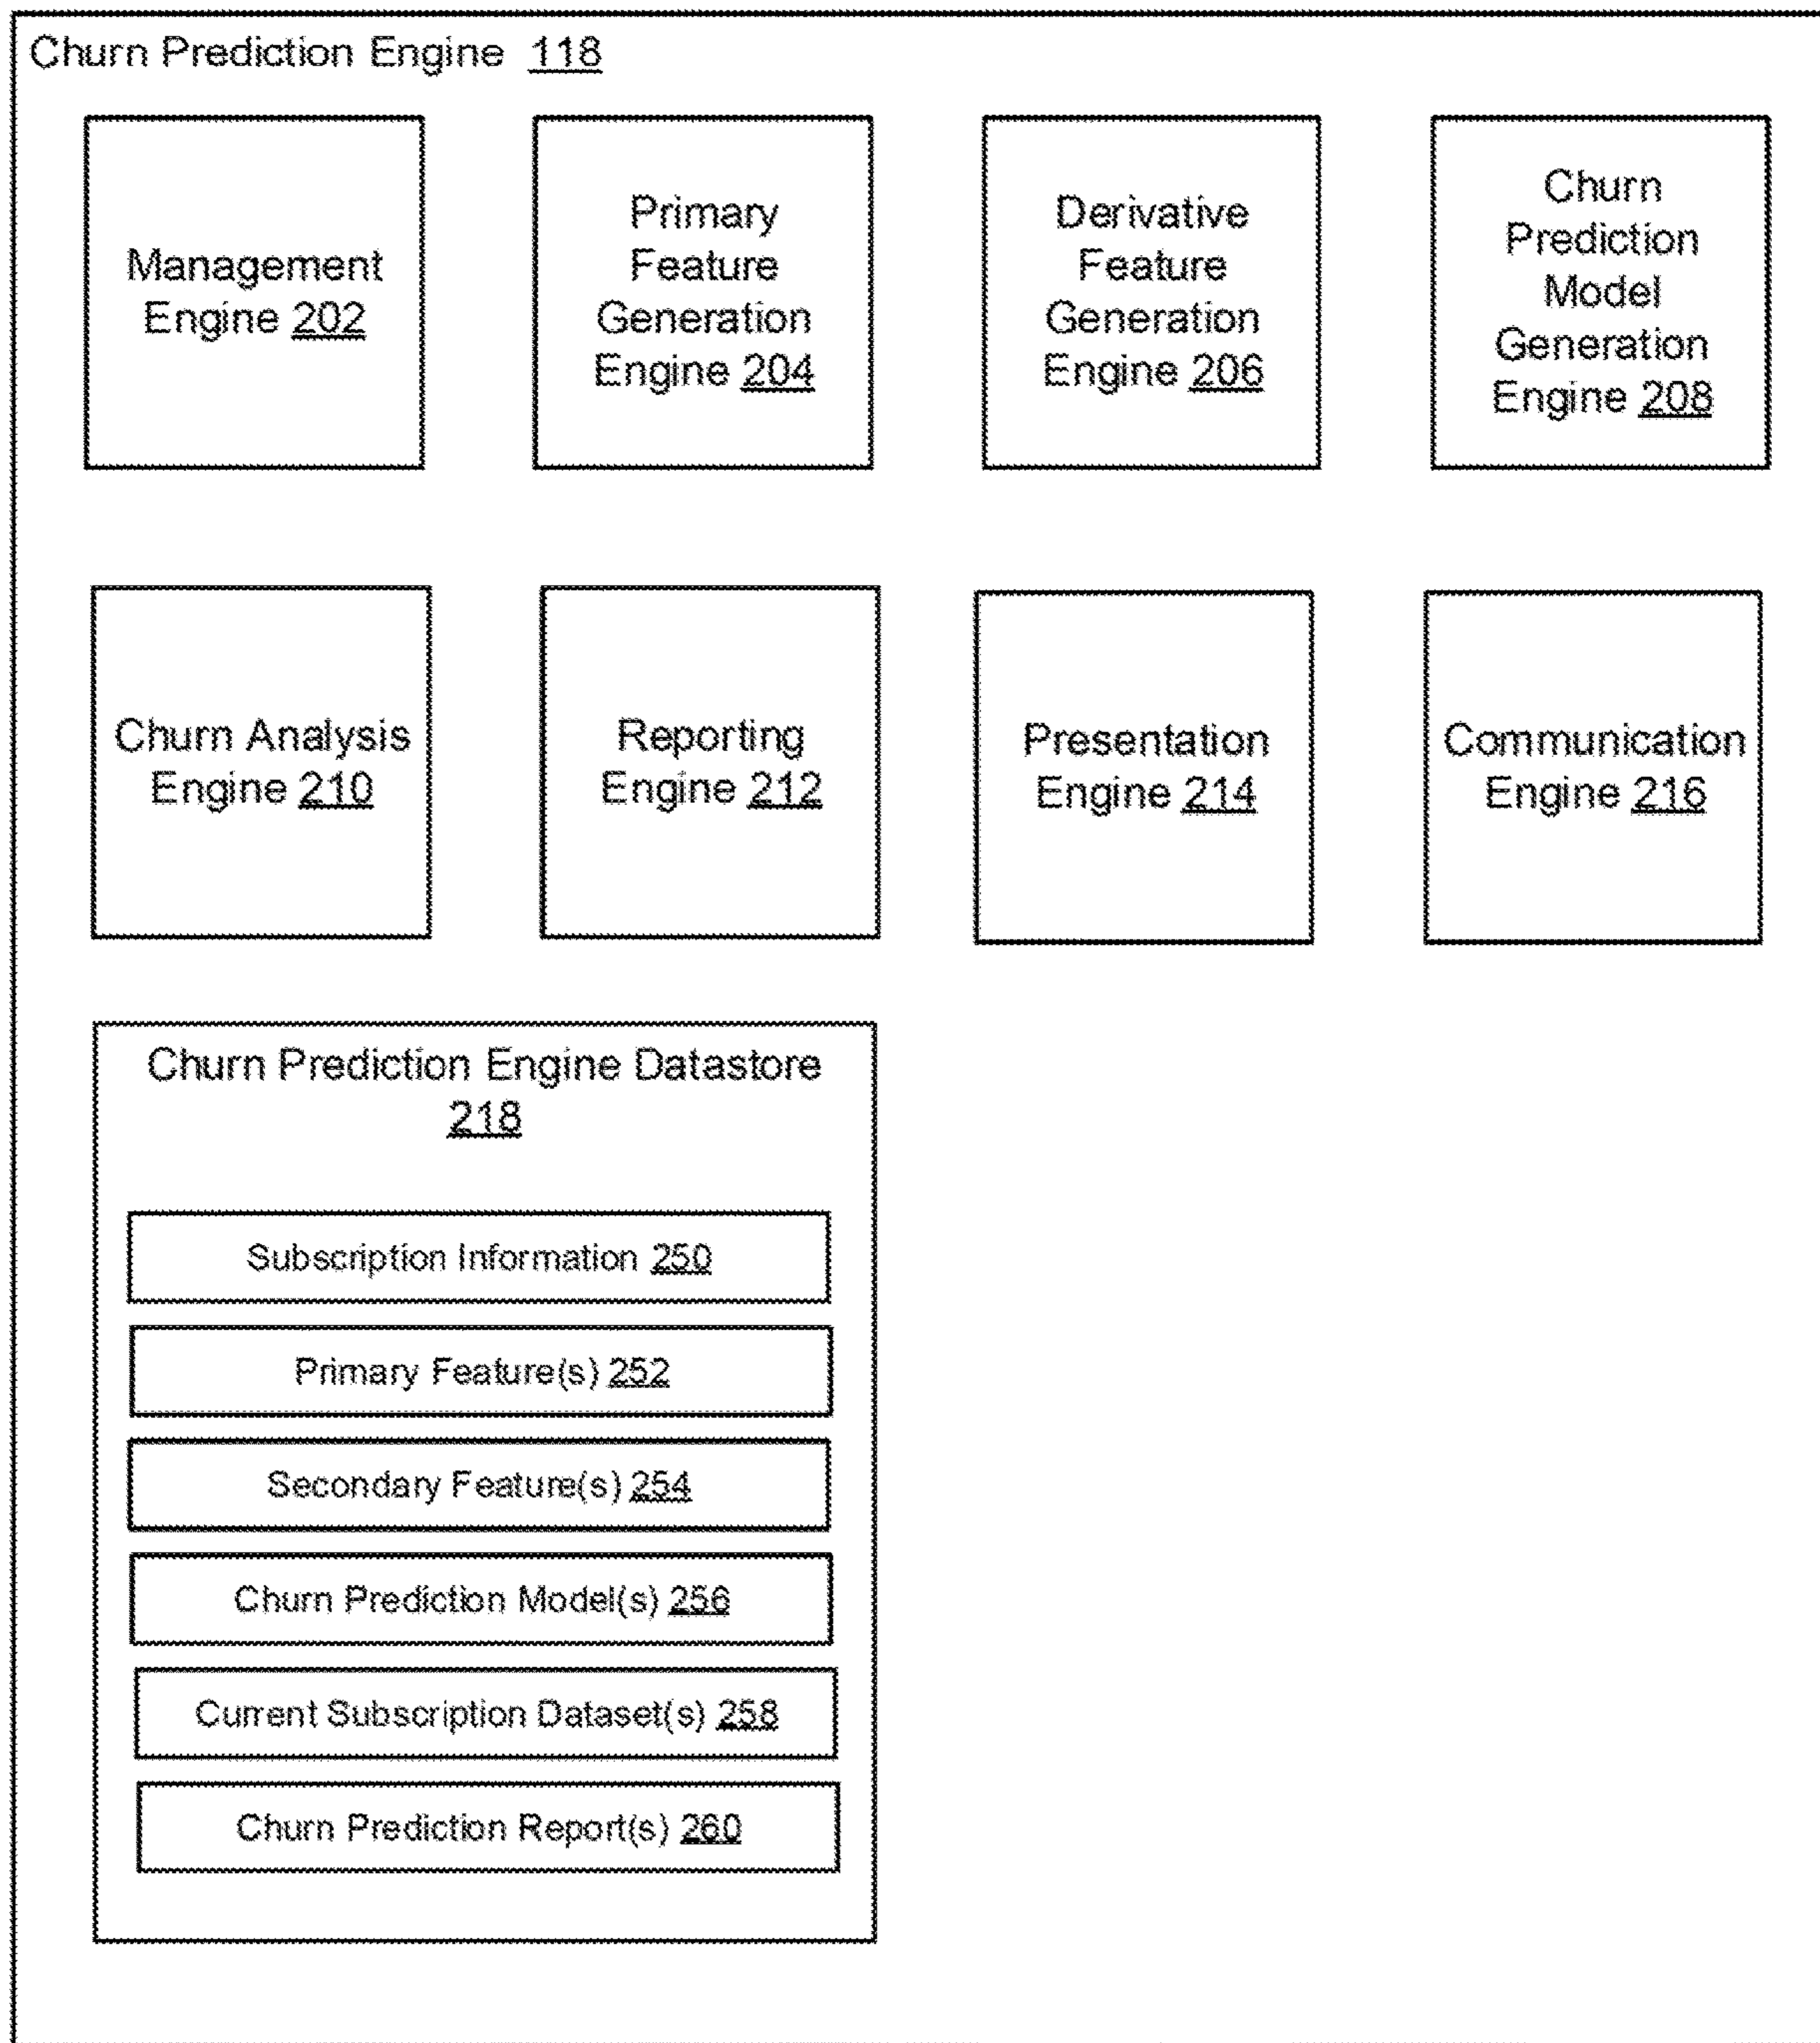 Churn Prediction Engine 118
Management
Engine 202
Primary
Feature
Generation
Engine 204
Derivative
Feature
Generation
Engine 206
Churn
Prediction
Model
Generation
Engine 208
Churn Analysis
Engine 210
Reporting
Engine 212
Presentation
Engine 214
Communication
Engine 216
Churn Prediction Engine Datastore
218
Subscription Information 250
Primary Feature(s) 252
Secondary Feature(s) 254
Churn Prediction Model(s) 256
Current Subscription Dataset(s) 258
Churn Prediction Report(s) 260